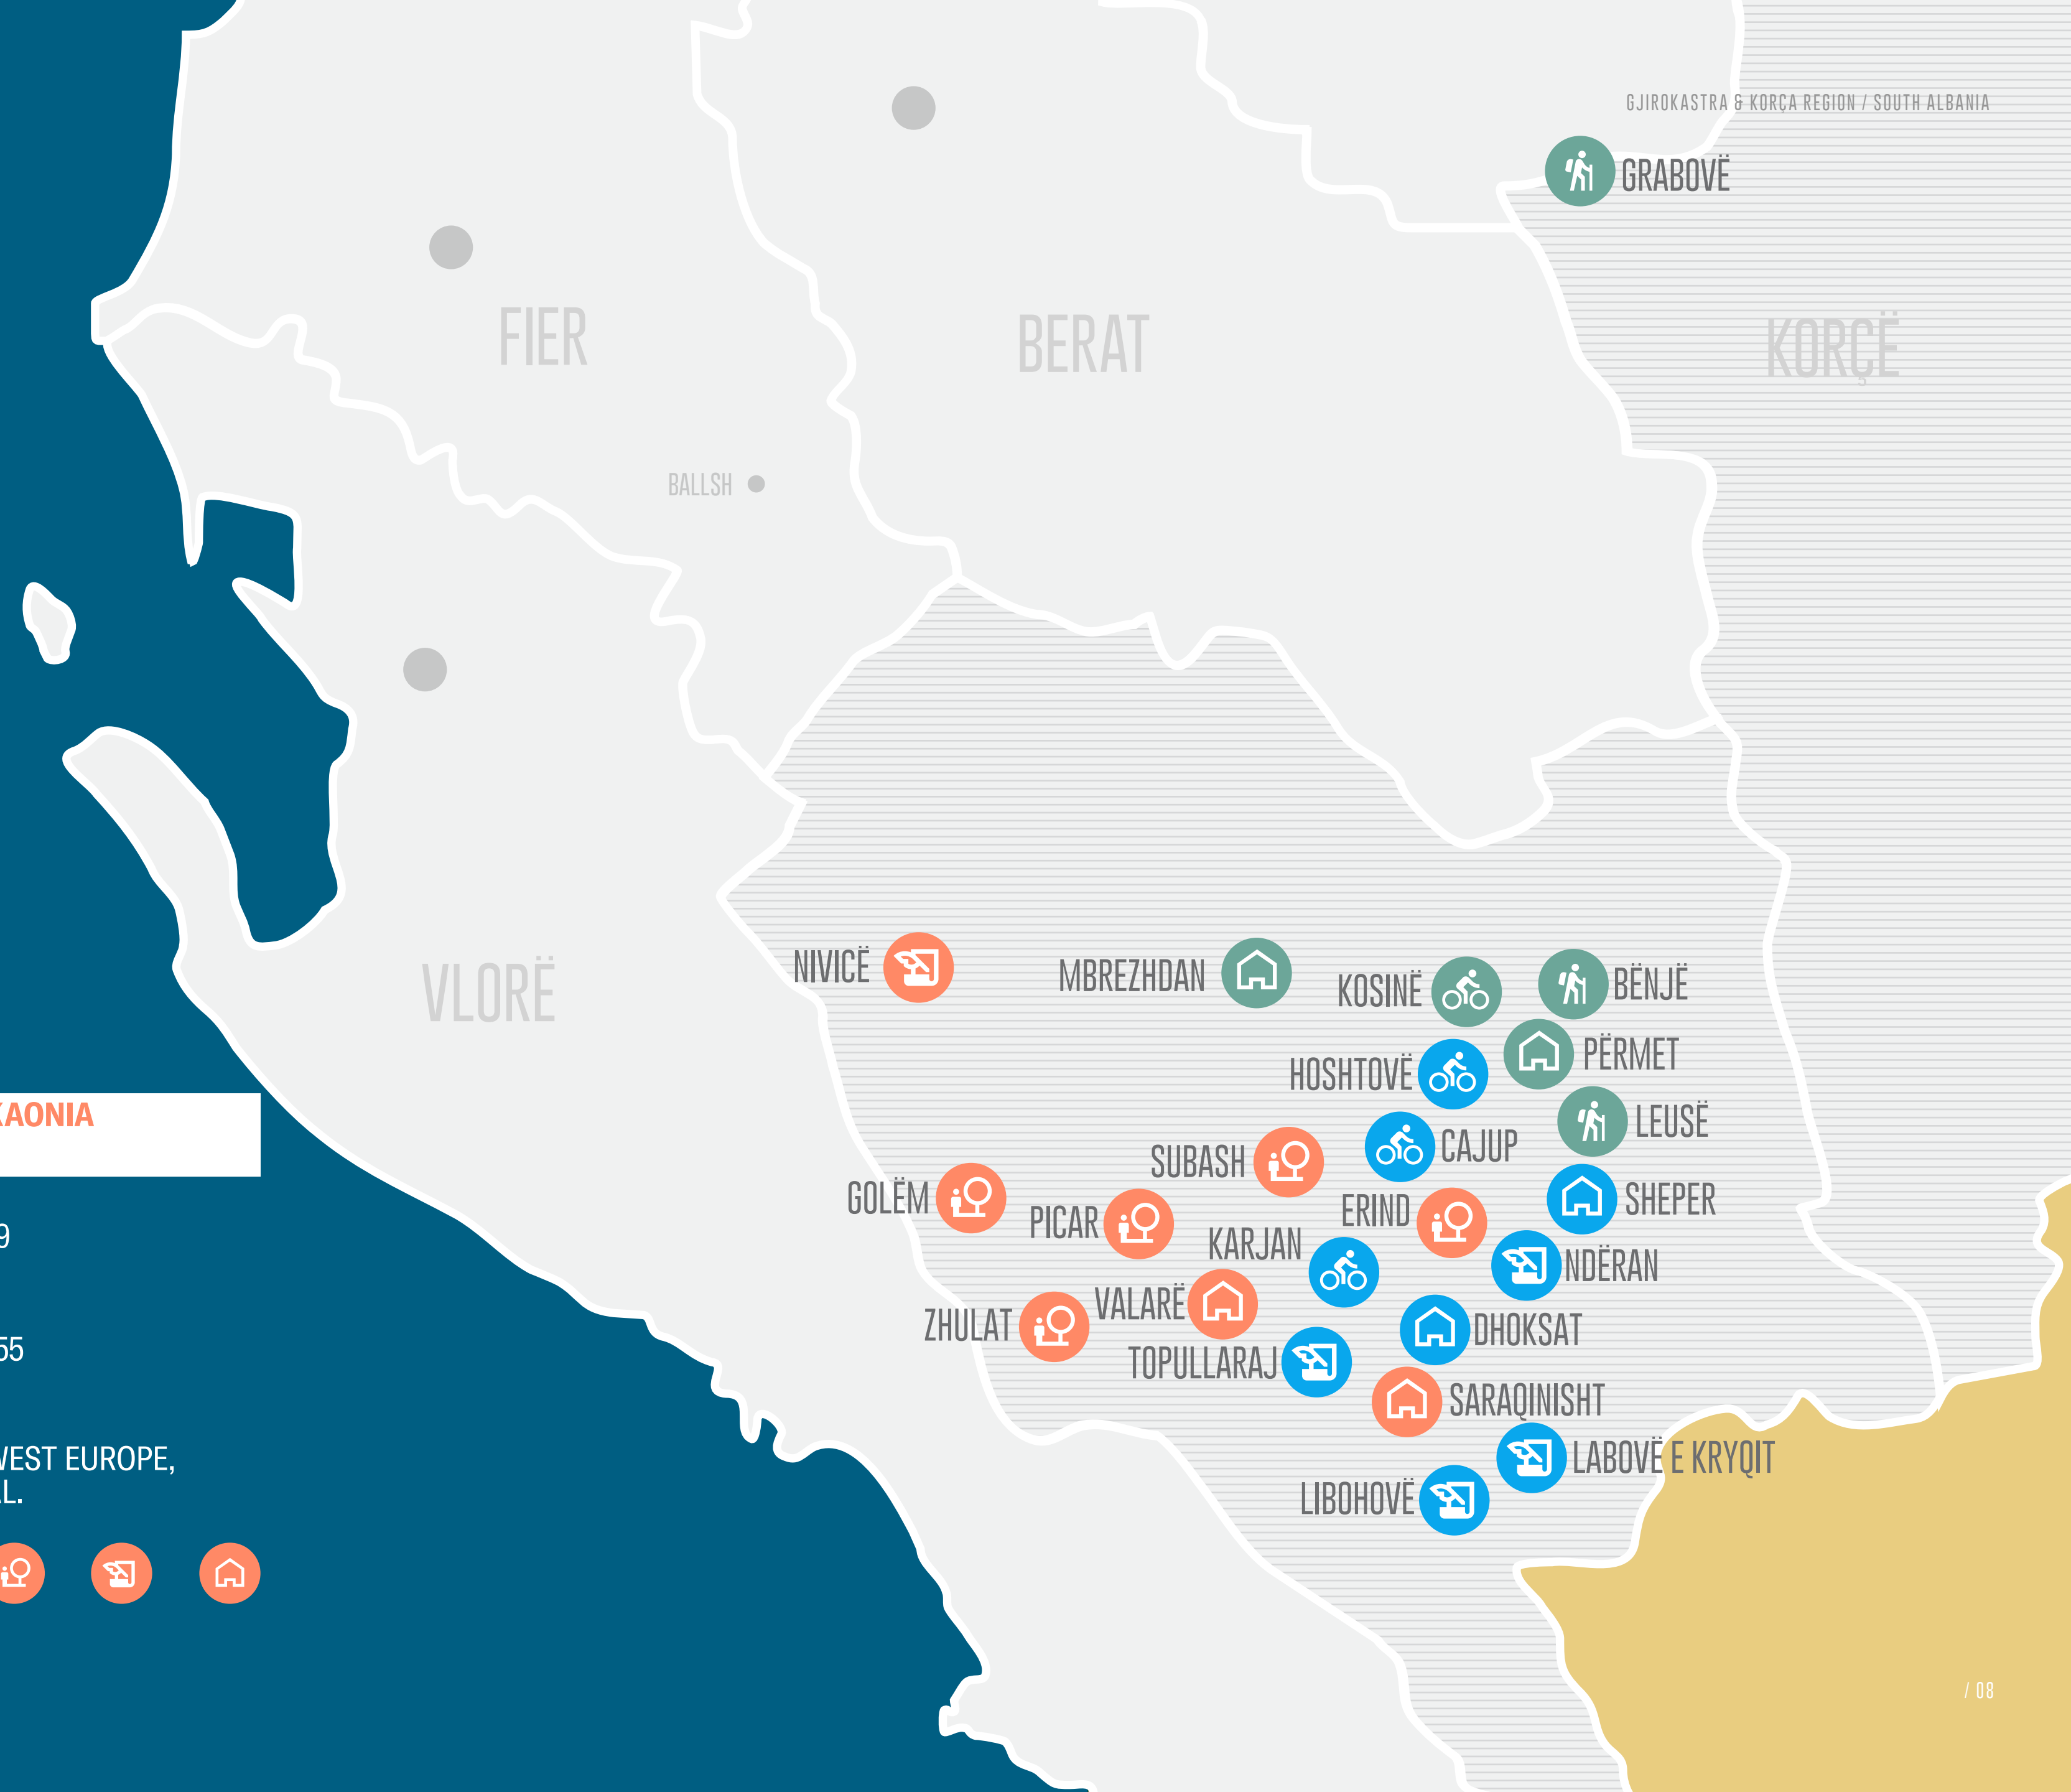 GJIROKASTRA & KORÇA REGION / SOUTH ALBANIA
GRABOVË
FIER
BERAT
KORÇË
BALLSH
VLORË
NIVICË
MBREZHDAN
KOSINË
BËNJË
PËRMET
HOSHTOVË
LEUSË
CAJUP
SUBASH
GOLËM
PICAR
ERIND
SHEPER
KARJAN
NDËRAN
VALARË
ZHULAT
DHOKSAT
TOPULLARAJ
SARAQINISHT
LABOVË E KRYQIT
LIBOHOVË
KAONIA
9
55
WEST EUROPE,
L.
/ 08